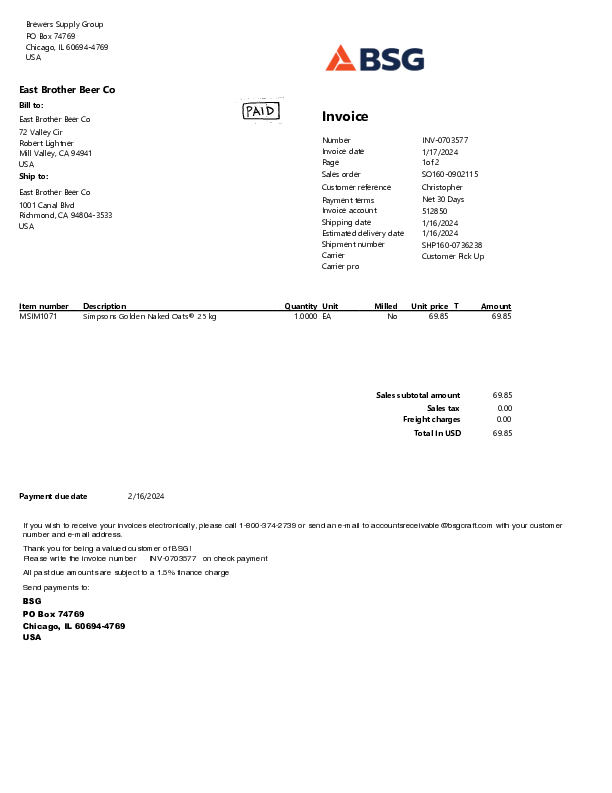 Brewers Supply Group
PO Box 74769
Chicago, IL 60694-4769
USA
BSG
East Brother Beer Co
Bill to:
East Brother Beer Co
72 Valley Cir
Robert Lightner
Mill Valley, CA 94941
USA
Ship to:
East Brother Beer Co
1001 Canal Blvd
Richmond, CA 94804-3533
USA
PAID
Invoice
Number INV-0703577
Invoice date 1/17/2024
Page 1of 2
Sales order SO160-0902115
Customer reference Christopher
Payment terms Net 30 Days
Invoice account 512850
Shipping date 1/16/2024
Estimated delivery date 1/16/2024
Shipment number SHP160-0736238
Carrier Customer Pick Up
Carrier pro
Item number Description Quantity Unit Milled Unit price T Amount
MSIM1071 Simpsons Golden Naked Oats® 25 kg 1.0000 EA No 69.85 69.85
Sales subtotal amount 69.85
Sales tax 0.00
Freight charges 0.00
Total In USD 69.85
Payment due date 2/16/2024
If you wish to receive your invoices electronically, please call 1-800-374-2739 or send an e-mail to accountsreceivable@bsgcraft.com with your customer
number and e-mail address.
Thank you for being a valued customer of BSG!
Please write the invoice number INV-0703577 on check payment
All past due amounts are subject to a 1.5% finance charge
Send payments to:
BSG
PO Box 74769
Chicago, IL 60694-4769
USA